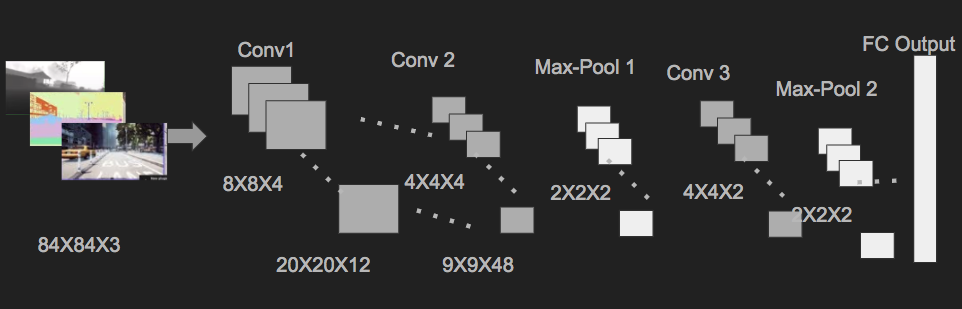 FC Output
Conv1
Conv 2
Max-Pool 1
Conv 3
Max-Pool 2
8X8X4
4X4X4
2X2X2
4X4X2
2X2X2
84X84X3
20X20X12
9X9X48